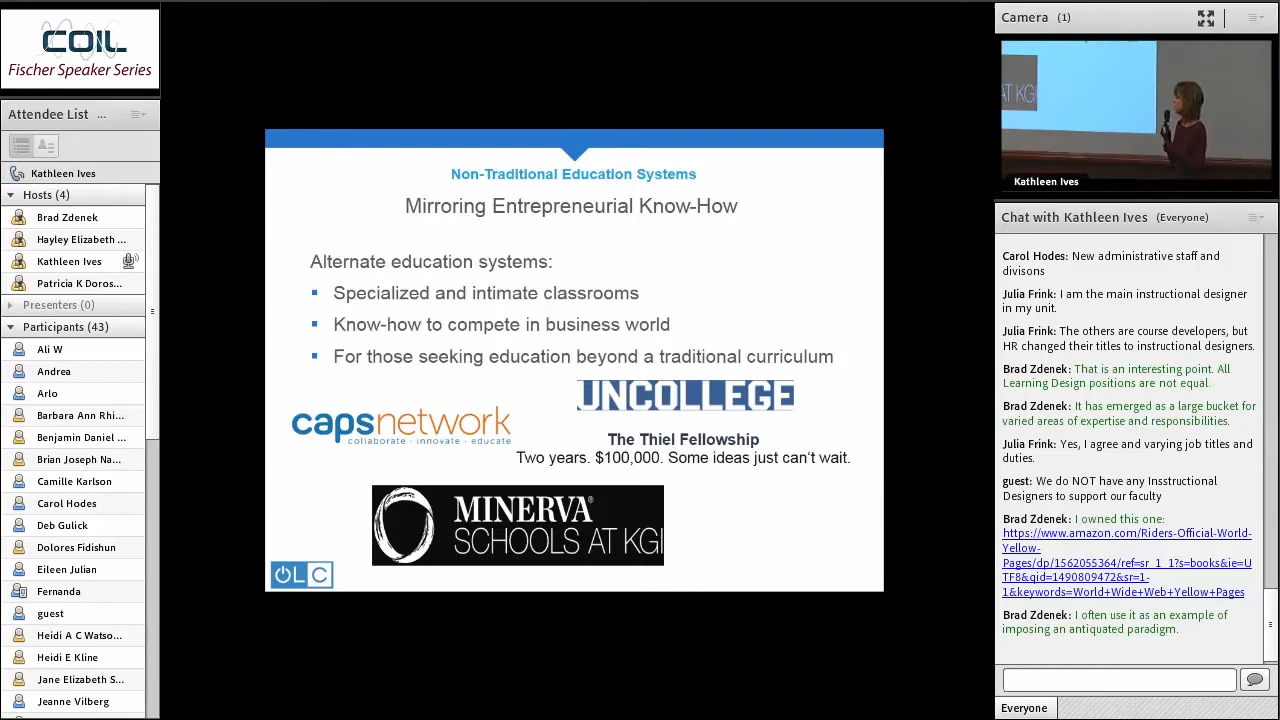 COIL
Fischer Speaker Series
Attendee List ...
Kathleen Ives
Hosts (4)
Brad Zdenek
Hayley Elizabeth ...
Kathleen Ives
Patricia K Doros...
Presenters (0)
Participants (43)
Ali W
Andrea
Arlo
Barbara Ann Rhi...
Benjamin Daniel ...
Brian Joseph Na...
Camille Karlson
Carol Hodes
Deb Gulick
Dolores Fidishun
Eileen Julian
Fernanda
guest
Heidi A C Watso...
Heidi E Kline
Jane Elizabeth S...
Jeanne Vilberg
Non-Traditional Education Systems
Mirroring Entrepreneurial Know-How
Alternate education systems:
Specialized and intimate classrooms
Know-how to compete in business world
For those seeking education beyond a traditional curriculum
UNCOLLEGE
capsnetwork
collaborate · innovate · educate
The Thiel Fellowship
Two years. $100,000. Some ideas just can't wait.
MINERVA®
SCHOOLS AT KGI
OLC
Camera (1)
AT KG
Kathleen Ives
Chat with Kathleen Ives (Everyone)
Carol Hodes: New administrative staff and
divisons
Julia Frink: I am the main instructional designer
in my unit.
Julia Frink: The others are course developers, but
HR changed their titles to instructional designers.
Brad Zdenek: That is an interesting point. All
Learning Design positions are not equal.
Brad Zdenek: It has emerged as a large bucket for
varied areas of expertise and responsibilities.
Julia Frink: Yes, I agree and varying job titles and
duties.
guest: We do NOT have any Insstructional
Designers to support our faculty
Brad Zdenek: I owned this one:
https://www.amazon.com/Riders-Official-World-
Yellow-
Pages/dp/1562055364/ref=sr_1_1?s=books&ie=U
TF8&qid=1490809472&sr=1-
1&keywords=World+Wide+Web+Yellow+Pages
Brad Zdenek: I often use it as an example of
imposing an antiquated paradigm.
Everyone